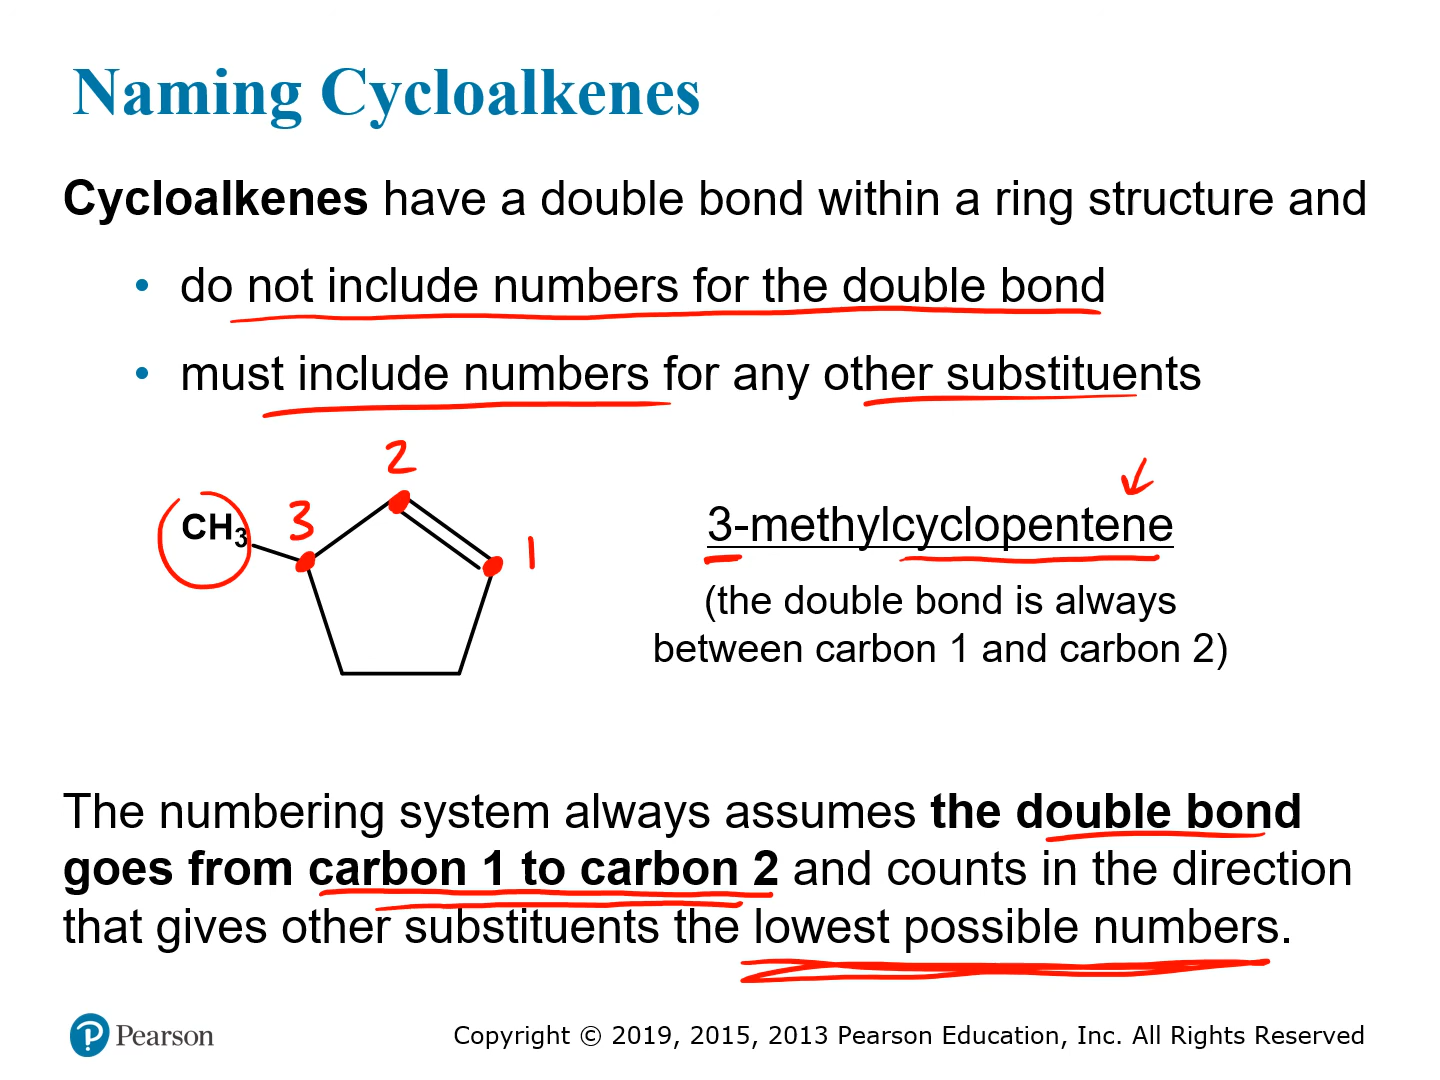 Naming Cycloalkenes
Cycloalkenes have a double bond within a ring structure and
• do not include numbers for the double bond
• must include numbers for any other substituents
2
CH3 3
1
3-methylcyclopentene
(the double bond is always
between carbon 1 and carbon 2)
The numbering system always assumes the double bond
goes from carbon 1 to carbon 2 and counts in the direction
that gives other substituents the lowest possible numbers.
Pearson
Copyright © 2019, 2015, 2013 Pearson Education, Inc. All Rights Reserved